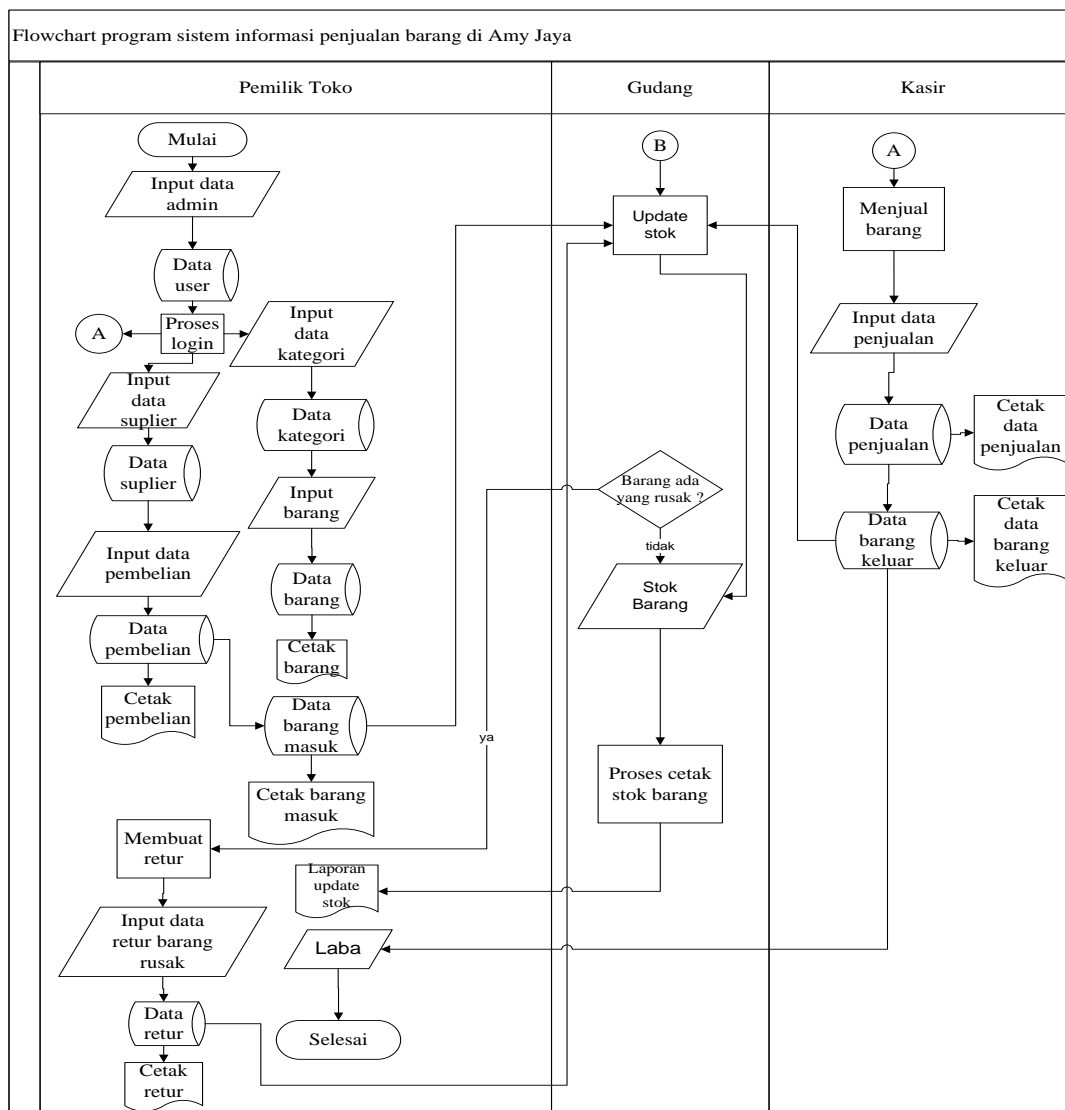 Flowchart program sistem informasi penjualan barang di Amy Jaya
Pemilik Toko
Gudang
Kasir
Mulai
Input data
admin
Data
user
Proses
login
A
Input
data
kategori
Input
data
suplier
Data
kategori
Data
suplier
Input
barang
Input data
pembelian
Data
barang
Data
pembelian
Cetak
barang
Cetak
pembelian
Data
barang
masuk
Cetak barang
masuk
ya
Membuat
retur
Input data
retur barang
rusak
Data
retur
Cetak
retur
Laporan
update
stok
Laba
Selesai
B
Update
stok
Barang ada
yang rusak ?
tidak
Stok
Barang
Proses cetak
stok barang
A
Menjual
barang
Input data
penjualan
Data
penjualan
Cetak
data
penjualan
Data
barang
keluar
Cetak
data
barang
keluar